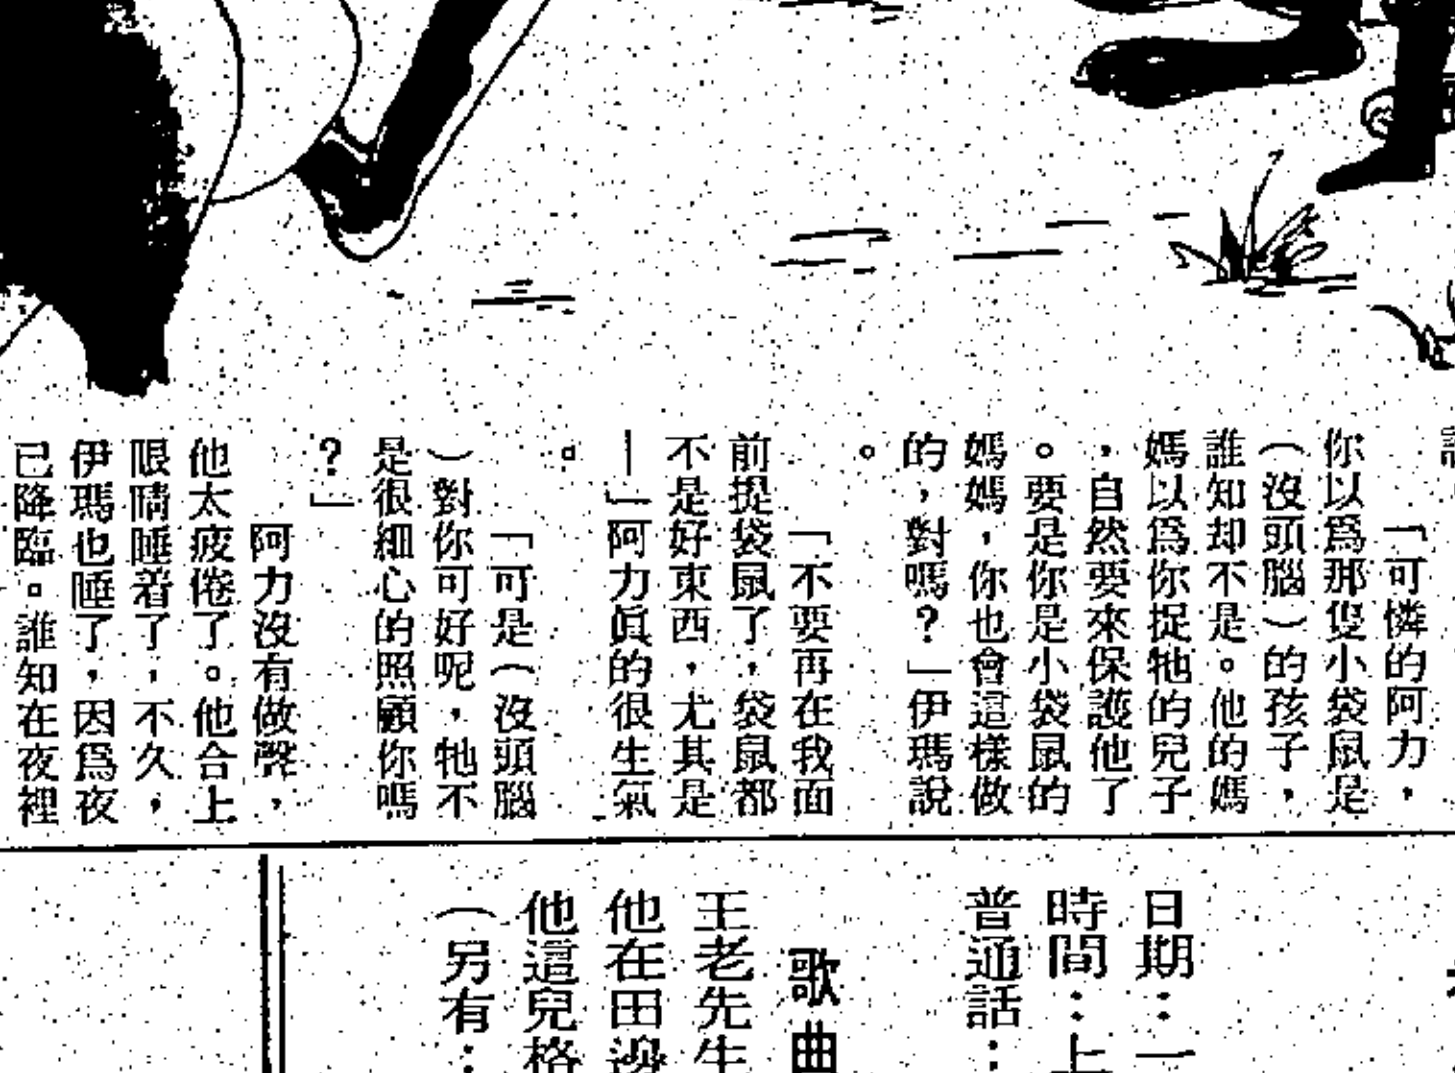 「可憐的阿力，
你以爲那隻小袋鼠是
（沒頭腦）的孩子，
誰知却不是。他的媽
媽以爲你捉牠的兒子
，自然要來保護他了
。要是你是小袋鼠的
媽媽，你也會這樣做
的，對嗎？」伊瑪說
。
「不要再在我面
前提袋鼠了，袋鼠都
不是好東西，尤其是
—」阿力眞的很生氣
。
「可是（沒頭腦
）對你可好呢，牠不
是很細心的照顧你嗎
？」
阿力沒有做聲，
他太疲倦了。他合上
眼睛睡着了，不久，
伊瑪也睡了，因爲夜
已降臨。誰知在夜裡
日期：一
時間：上
普通話：
歌曲
王老先生
他在田邊
他這兒格
（另有：